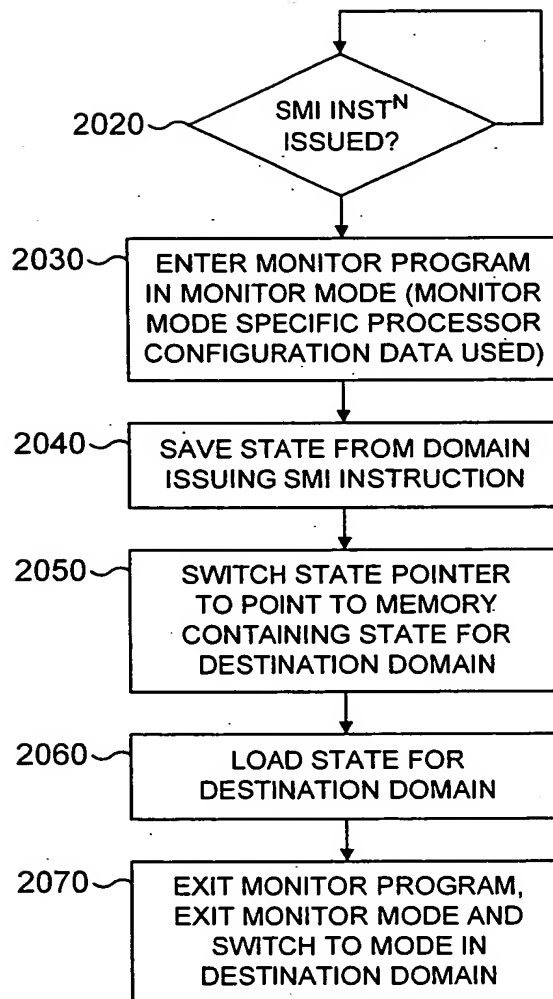 2020
SMI INSTᴺ
ISSUED?
2030
ENTER MONITOR PROGRAM
IN MONITOR MODE (MONITOR
MODE SPECIFIC PROCESSOR
CONFIGURATION DATA USED)
2040
SAVE STATE FROM DOMAIN
ISSUING SMI INSTRUCTION
2050
SWITCH STATE POINTER
TO POINT TO MEMORY
CONTAINING STATE FOR
DESTINATION DOMAIN
2060
LOAD STATE FOR
DESTINATION DOMAIN
2070
EXIT MONITOR PROGRAM,
EXIT MONITOR MODE AND
SWITCH TO MODE IN
DESTINATION DOMAIN